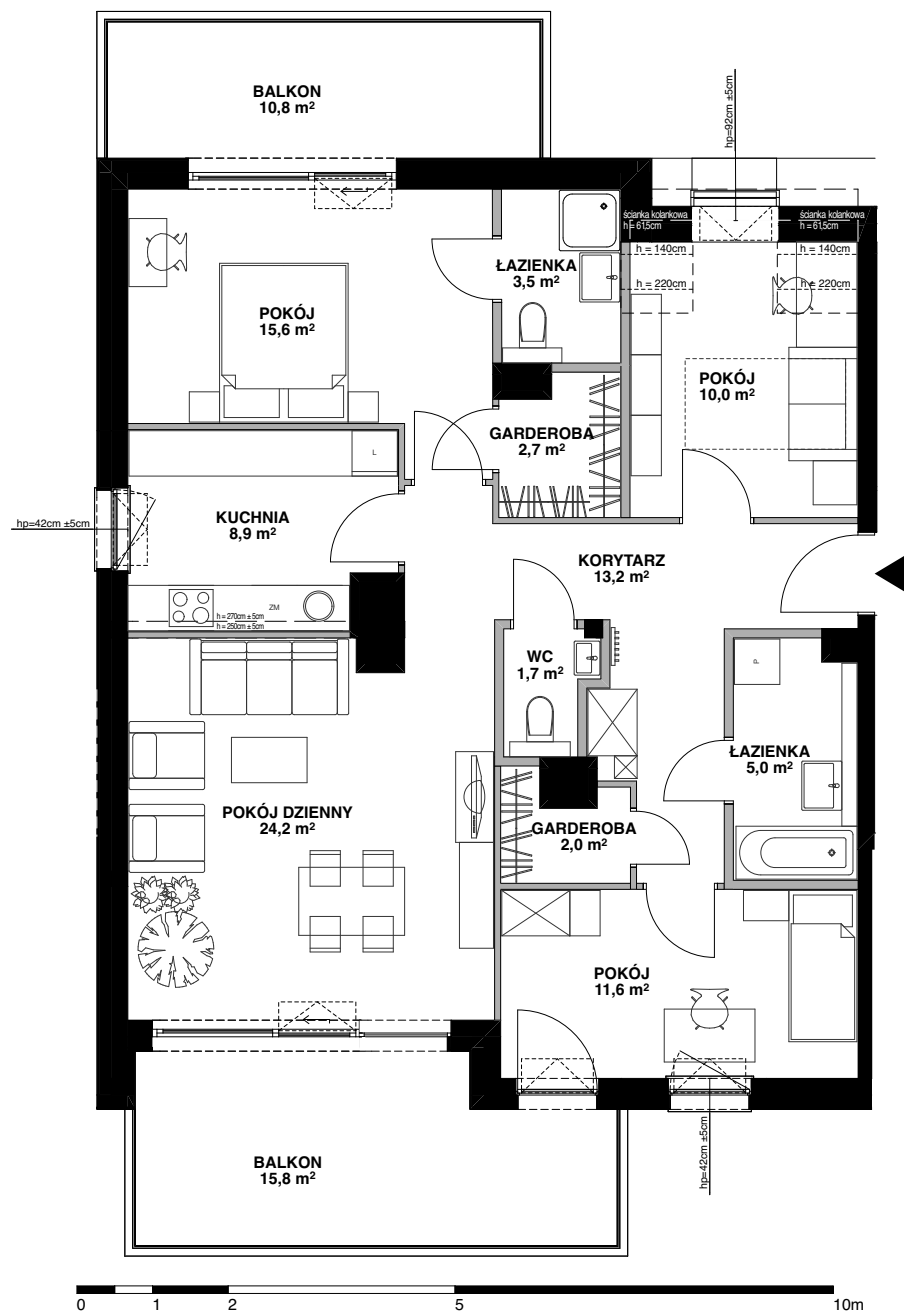 BALKON
10,8 m²
hp=92cm ±5cm
ścianka kolankowa
h = 61,5cm
ścianka kolankowa
h = 61,5cm
h = 140cm
h = 140cm
h = 220cm
h = 220cm
ŁAZIENKA
3,5 m²
POKÓJ
15,6 m²
POKÓJ
10,0 m²
GARDEROBA
2,7 m²
L
KUCHNIA
8,9 m²
hp=42cm ±5cm
KORYTARZ
13,2 m²
ZM
h = 270cm ± 5cm
h = 250cm ± 5cm
WC
1,7 m²
P
ŁAZIENKA
5,0 m²
POKÓJ DZIENNY
24,2 m²
GARDEROBA
2,0 m²
POKÓJ
11,6 m²
hp=42cm ±5cm
BALKON
15,8 m²
0 1 2 5 10m